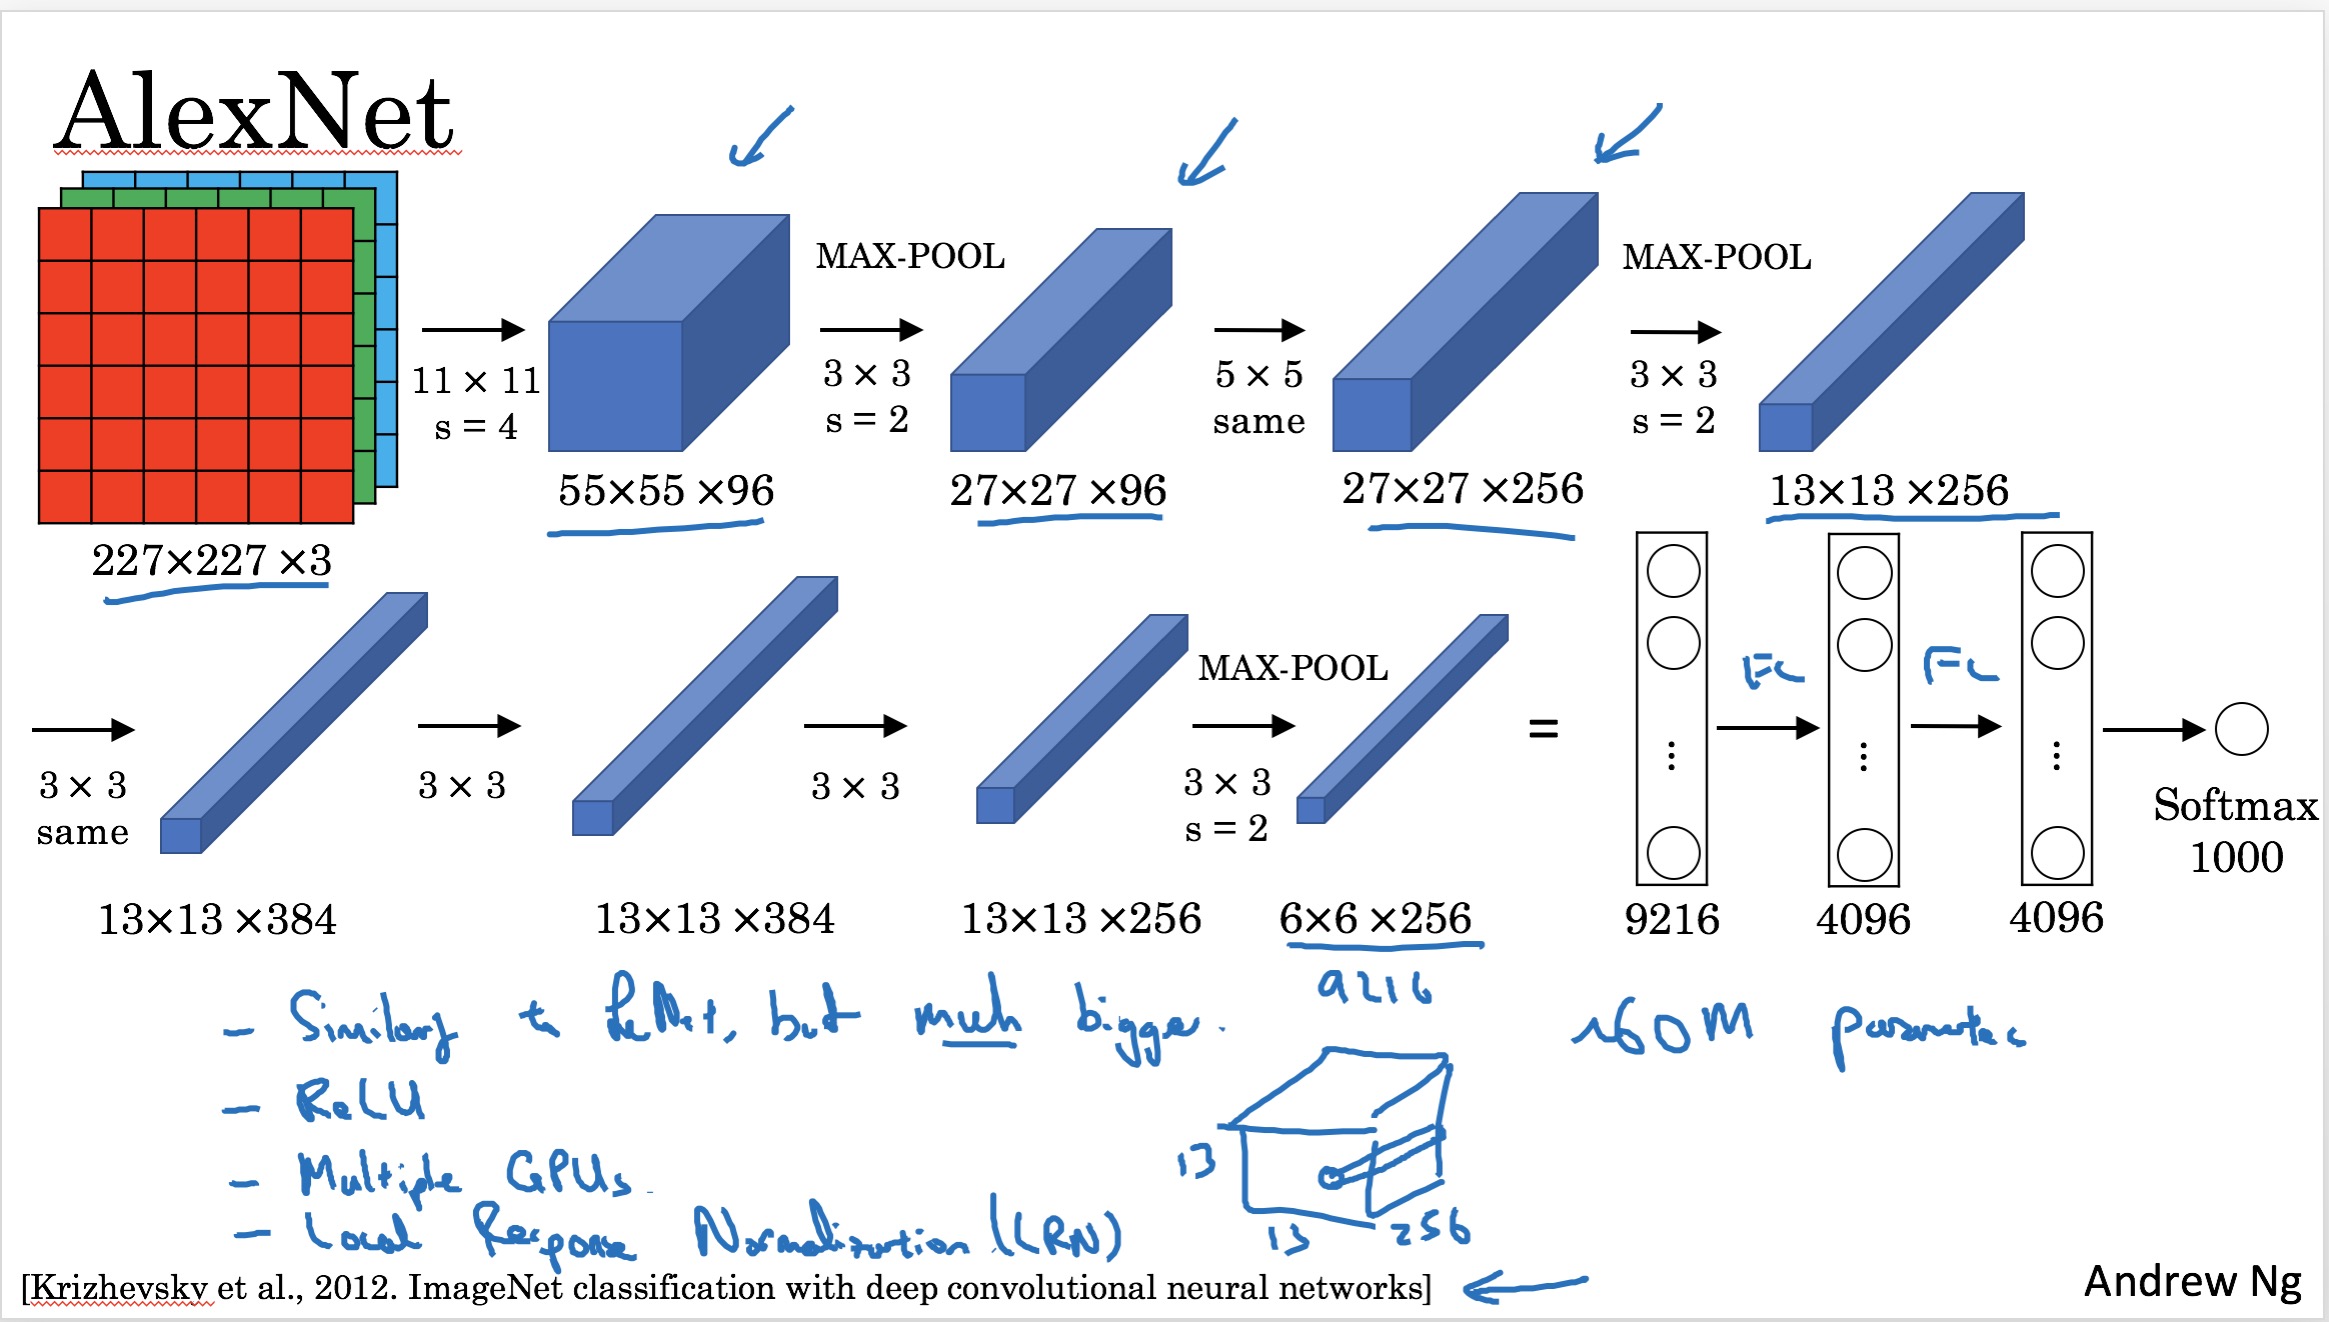 AlexNet
MAX-POOL
MAX-POOL
11 × 11
s = 4
3 × 3
s = 2
5 × 5
same
3 × 3
s = 2
227×227 ×3
55×55 ×96
27×27 ×96
27×27 ×256
13×13 ×256
MAX-POOL
FC
FC
3 × 3
same
3 × 3
3 × 3
3 × 3
s = 2
=
Softmax
1000
13×13 ×384
13×13 ×384
13×13 ×256
6×6 ×256
9216
4096
4096
9216
- Similary to LeNet, but much bigger.
~60M parameters
- ReLU
- Multiple GPUs.
- Local Response Normalization (LRN)
13
13
256
[Krizhevsky et al., 2012. ImageNet classification with deep convolutional neural networks]
Andrew Ng